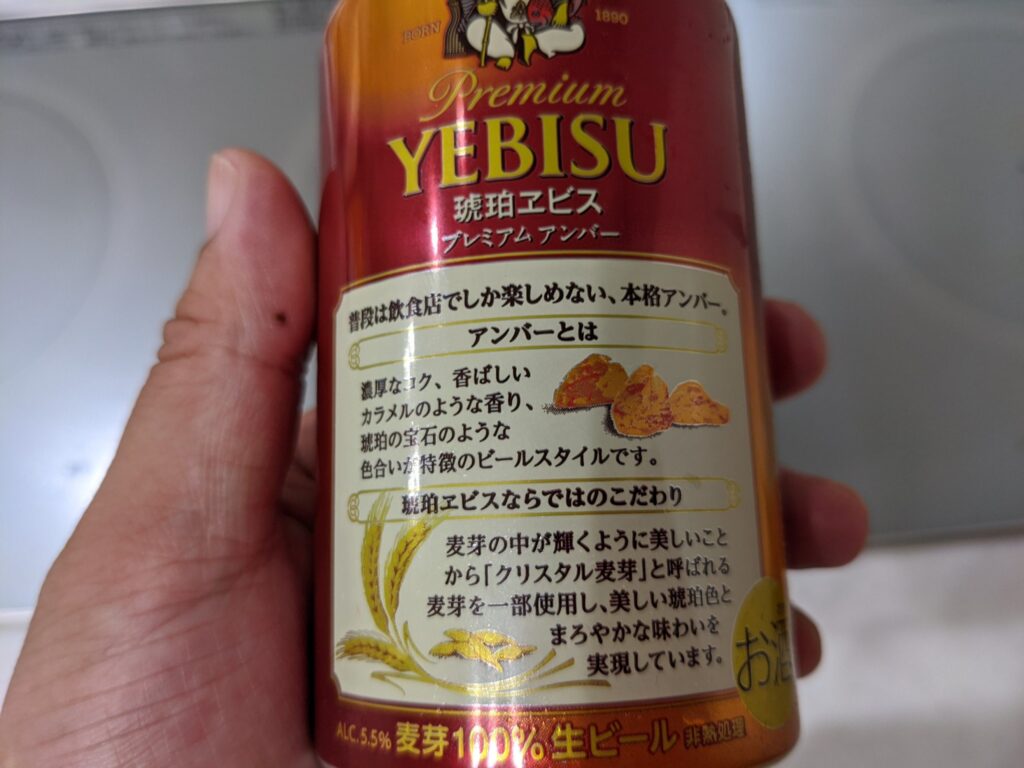 BORN 1890
Premium
YEBISU
琥珀ヱビス
プレミアム アンバー
普段は飲食店でしか楽しめない、本格アンバー。
アンバーとは
濃厚なコク、香ばしい
カラメルのような香り、
琥珀の宝石のような
色合いが特徴のビールスタイルです。
琥珀ヱビスならではのこだわり
麦芽の中が輝くように美しいこと
から「クリスタル麦芽」と呼ばれる
麦芽を一部使用し、美しい琥珀色と
まろやかな味わいを
実現しています。
お酒
ALC.5.5% 麦芽100% 生ビール 非熱処理